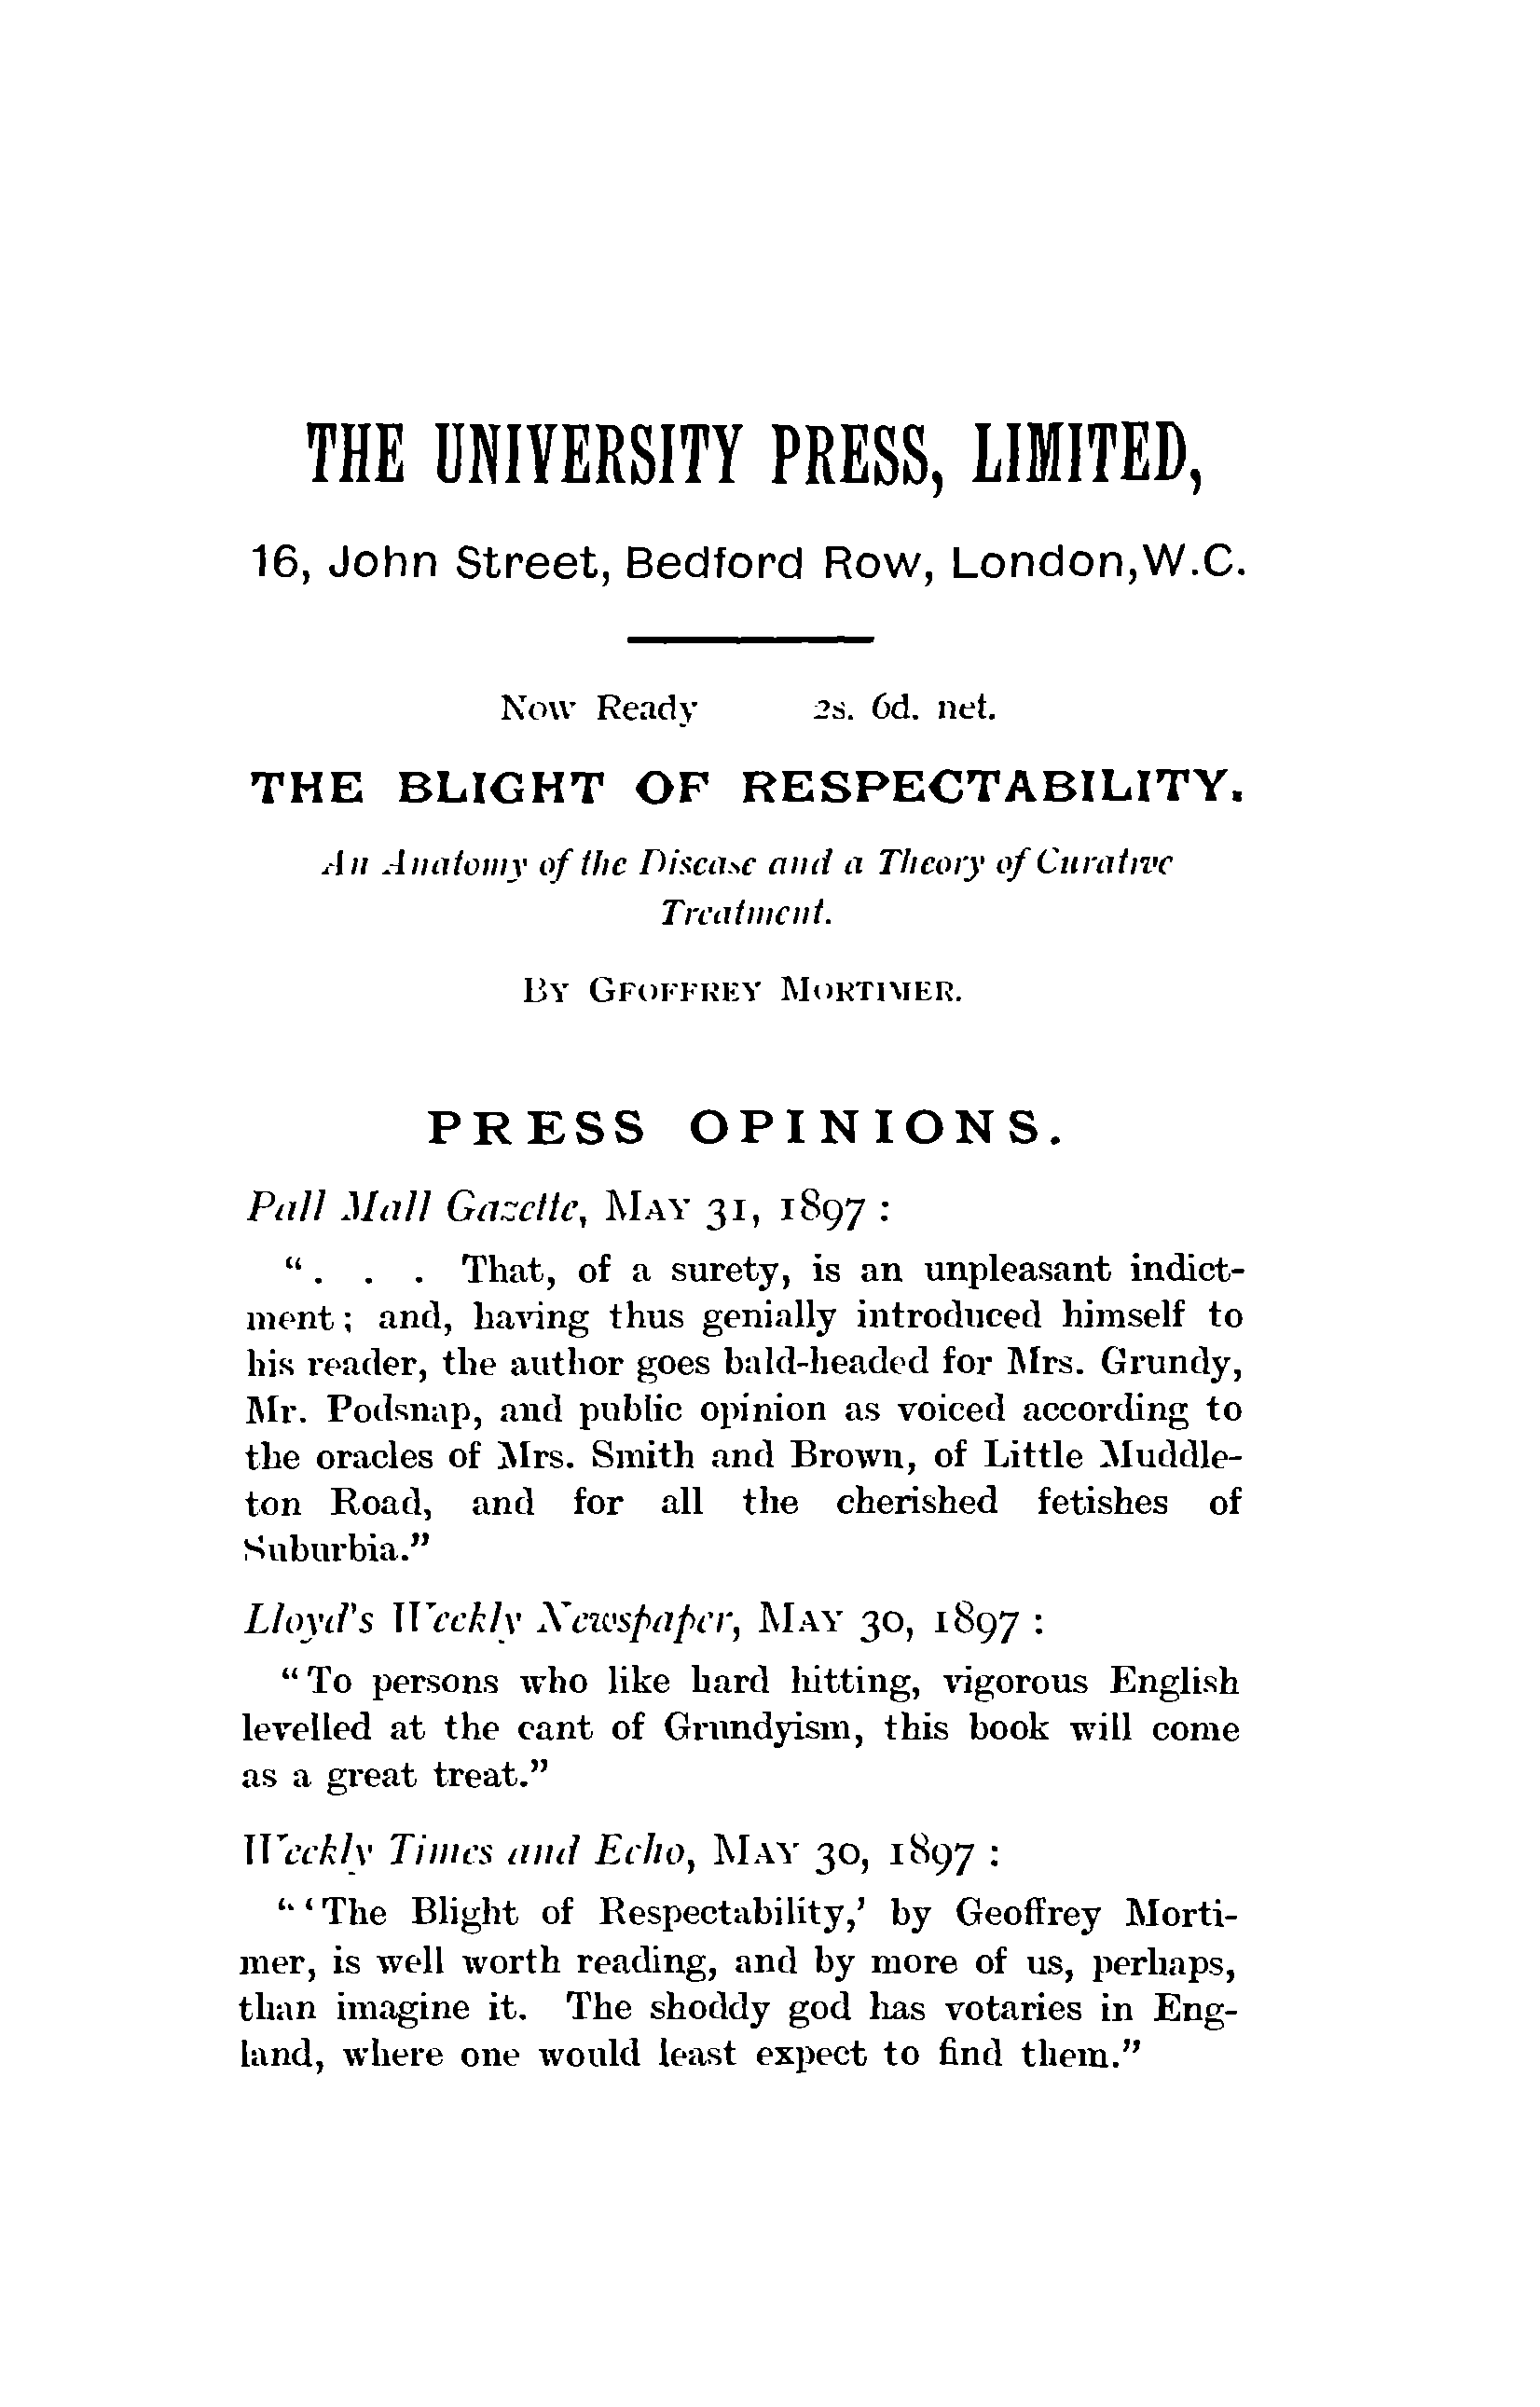 THE UNIVERSITY PRESS, LIMITED,
16, John Street, Bedford Row, London, W.C.
Now Ready 2s. 6d. net.
THE BLIGHT OF RESPECTABILITY.
An Anatomy of the Disease and a Theory of Curative
Treatment.
BY GEOFFREY MORTIMER.
PRESS OPINIONS.
Pall Mall Gazette, MAY 31, 1897 :
“ . . . That, of a surety, is an unpleasant indict-
ment ; and, having thus genially introduced himself to
his reader, the author goes bald-headed for Mrs. Grundy,
Mr. Podsnap, and public opinion as voiced according to
the oracles of Mrs. Smith and Brown, of Little Muddle-
ton Road, and for all the cherished fetishes of
Suburbia.”
Lloyd's Weekly Newspaper, MAY 30, 1897 :
“ To persons who like hard hitting, vigorous English
levelled at the cant of Grundyism, this book will come
as a great treat.”
Weekly Times and Echo, MAY 30, 1897 :
“ ‘ The Blight of Respectability,’ by Geoffrey Morti-
mer, is well worth reading, and by more of us, perhaps,
than imagine it. The shoddy god has votaries in Eng-
land, where one would least expect to find them.”